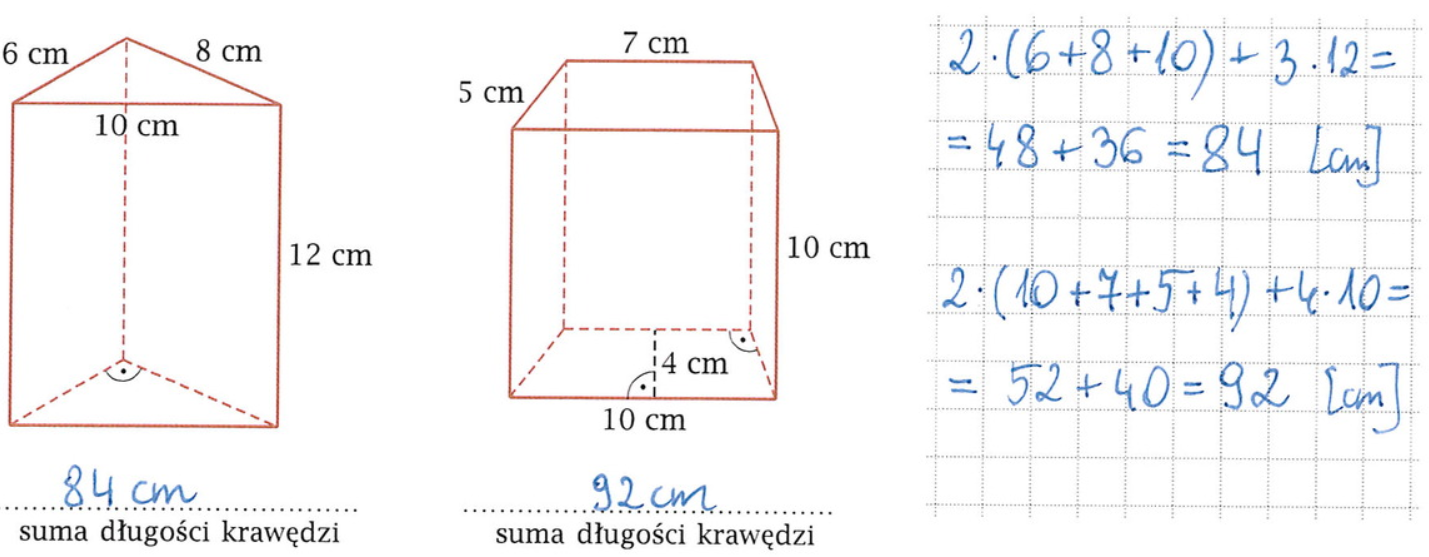 6 cm
8 cm
10 cm
12 cm
84 cm
suma długości krawędzi
7 cm
5 cm
10 cm
4 cm
10 cm
92 cm
suma długości krawędzi
2·(6+8+10) + 3·12=
=48+36=84 [cm]
2·(10+7+5+4)+4·10=
= 52+40=92 [cm]